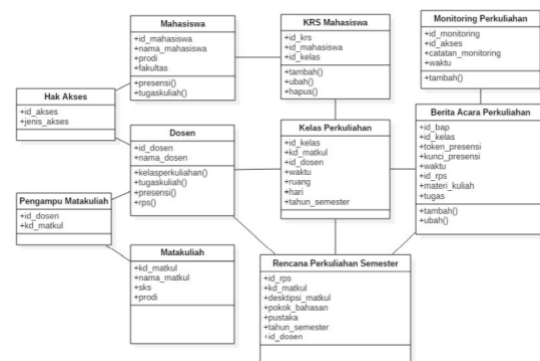 Mahasiswa
+id_mahasiswa
+nama_mahasiswa
+prodi
+fakultas
+presensi()
+tugaskuliah()
KRS Mahasiswa
+id_krs
+id_mahasiswa
+id_kelas
+tambah()
+ubah()
+hapus()
Monitoring Perkuliahan
+id_monitoring
+id_akses
+catatan_monitoring
+waktu
+tambah()
Hak Akses
+id_akses
+jenis_akses
Dosen
+id_dosen
+nama_dosen
+kelasperkuliahan()
+tugaskuliah()
+presensi()
+rps()
Kelas Perkuliahan
+id_kelas
+kd_matkul
+id_dosen
+waktu
+ruang
+hari
+tahun_semester
Berita Acara Perkuliahan
+id_bap
+id_kelas
+token_presensi
+kunci_presensi
+waktu
+id_rps
+materi_kuliah
+tugas
+tambah()
+ubah()
Pengampu Matakuliah
+id_dosen
+kd_matkul
Matakuliah
+kd_matkul
+nama_matkul
+sks
+prodi
Rencana Perkuliahan Semester
+id_rps
+kd_matkul
+desktipsi_matkul
+pokok_bahasan
+pustaka
+tahun_semester
+id_dosen